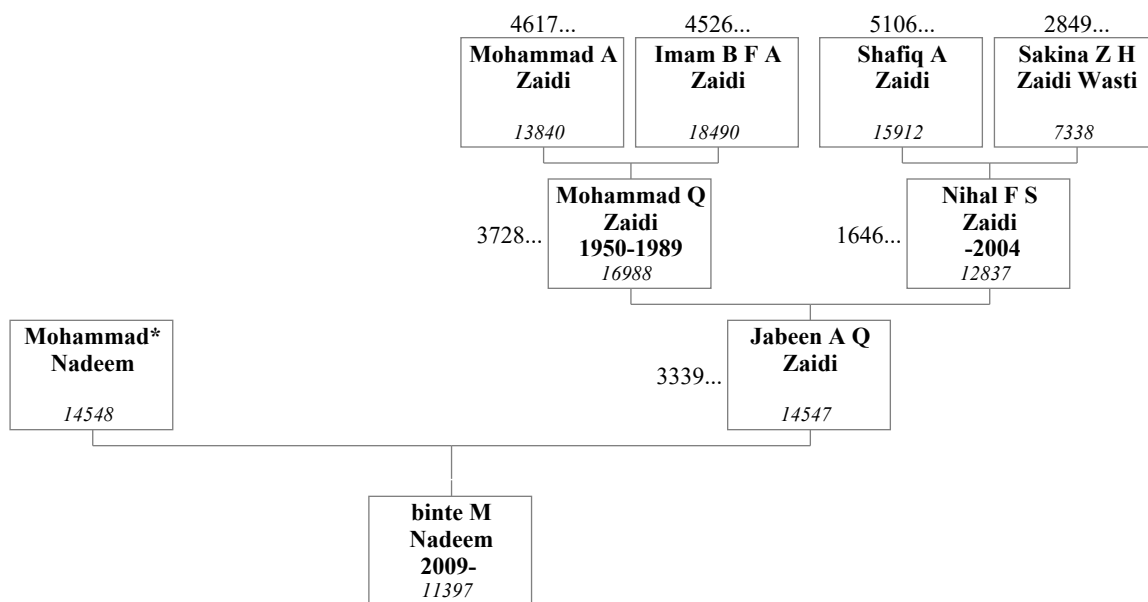 4617...
4526...
5106...
2849...
Mohammad A
Zaidi
13840
Imam B F A
Zaidi
18490
Shafiq A
Zaidi
15912
Sakina Z H
Zaidi Wasti
7338
3728...
Mohammad Q
Zaidi
1950-1989
16988
1646...
Nihal F S
Zaidi
-2004
12837
Mohammad*
Nadeem
14548
3339...
Jabeen A Q
Zaidi
14547
binte M
Nadeem
2009-
11397